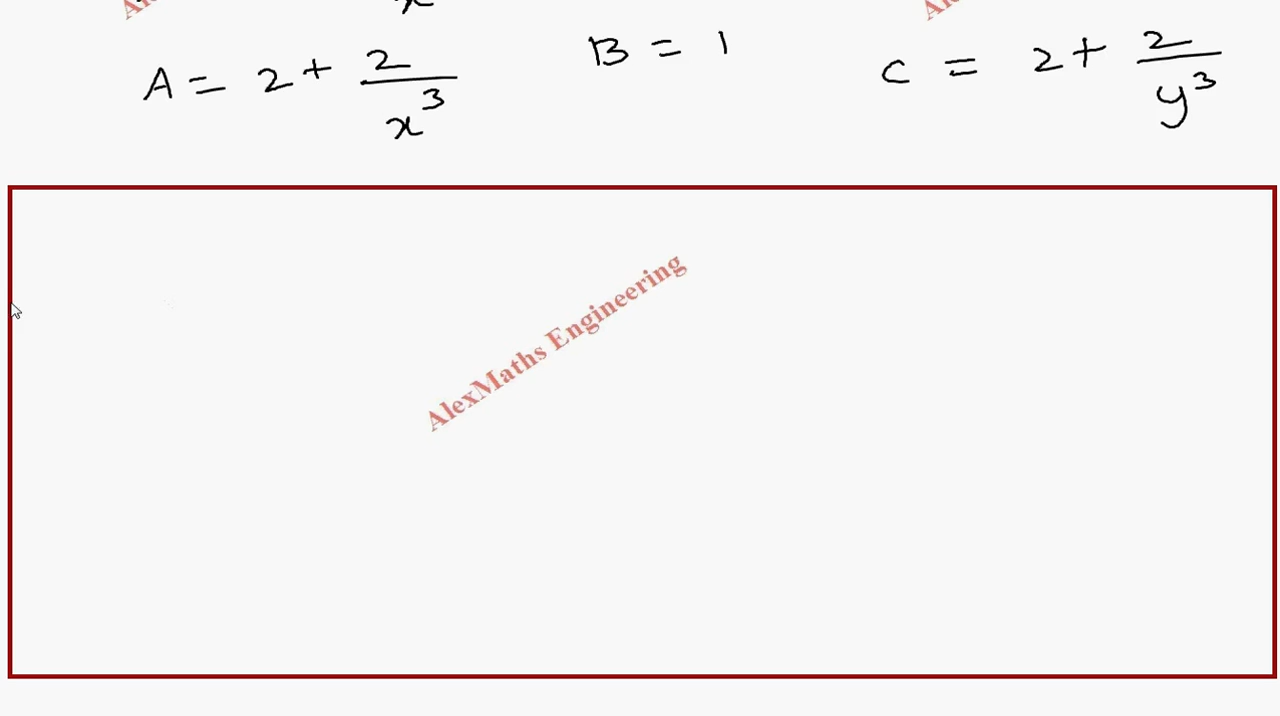 A = 2 + 2/x³ B = 1 C = 2 + 2/y³
AlexMaths Engineering